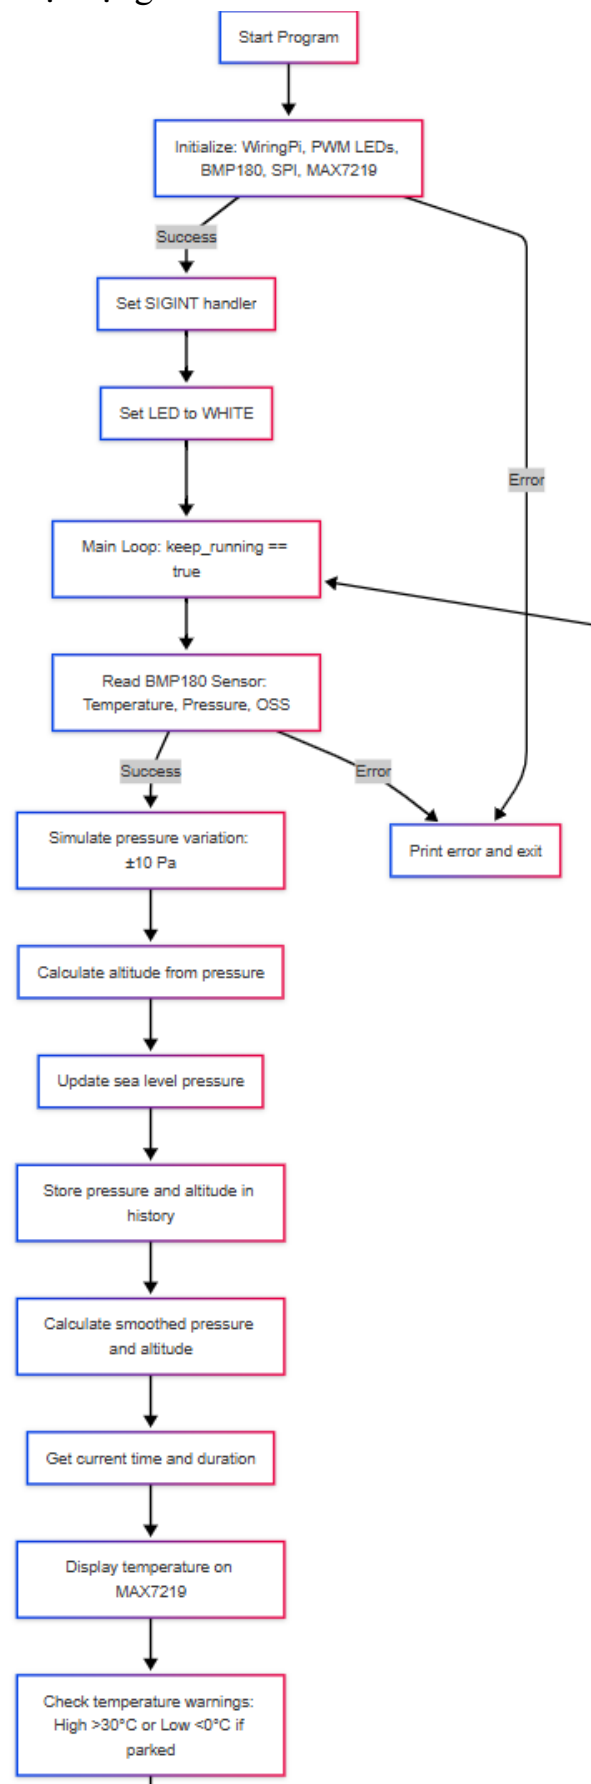 Start Program
Initialize: WiringPi, PWM LEDs,
BMP180, SPI, MAX7219
Success
Set SIGINT handler
Set LED to WHITE
Error
Main Loop: keep_running ==
true
Read BMP180 Sensor:
Temperature, Pressure, OSS
Success
Error
Simulate pressure variation:
±10 Pa
Print error and exit
Calculate altitude from pressure
Update sea level pressure
Store pressure and altitude in
history
Calculate smoothed pressure
and altitude
Get current time and duration
Display temperature on
MAX7219
Check temperature warnings:
High >30°C or Low <0°C if
parked